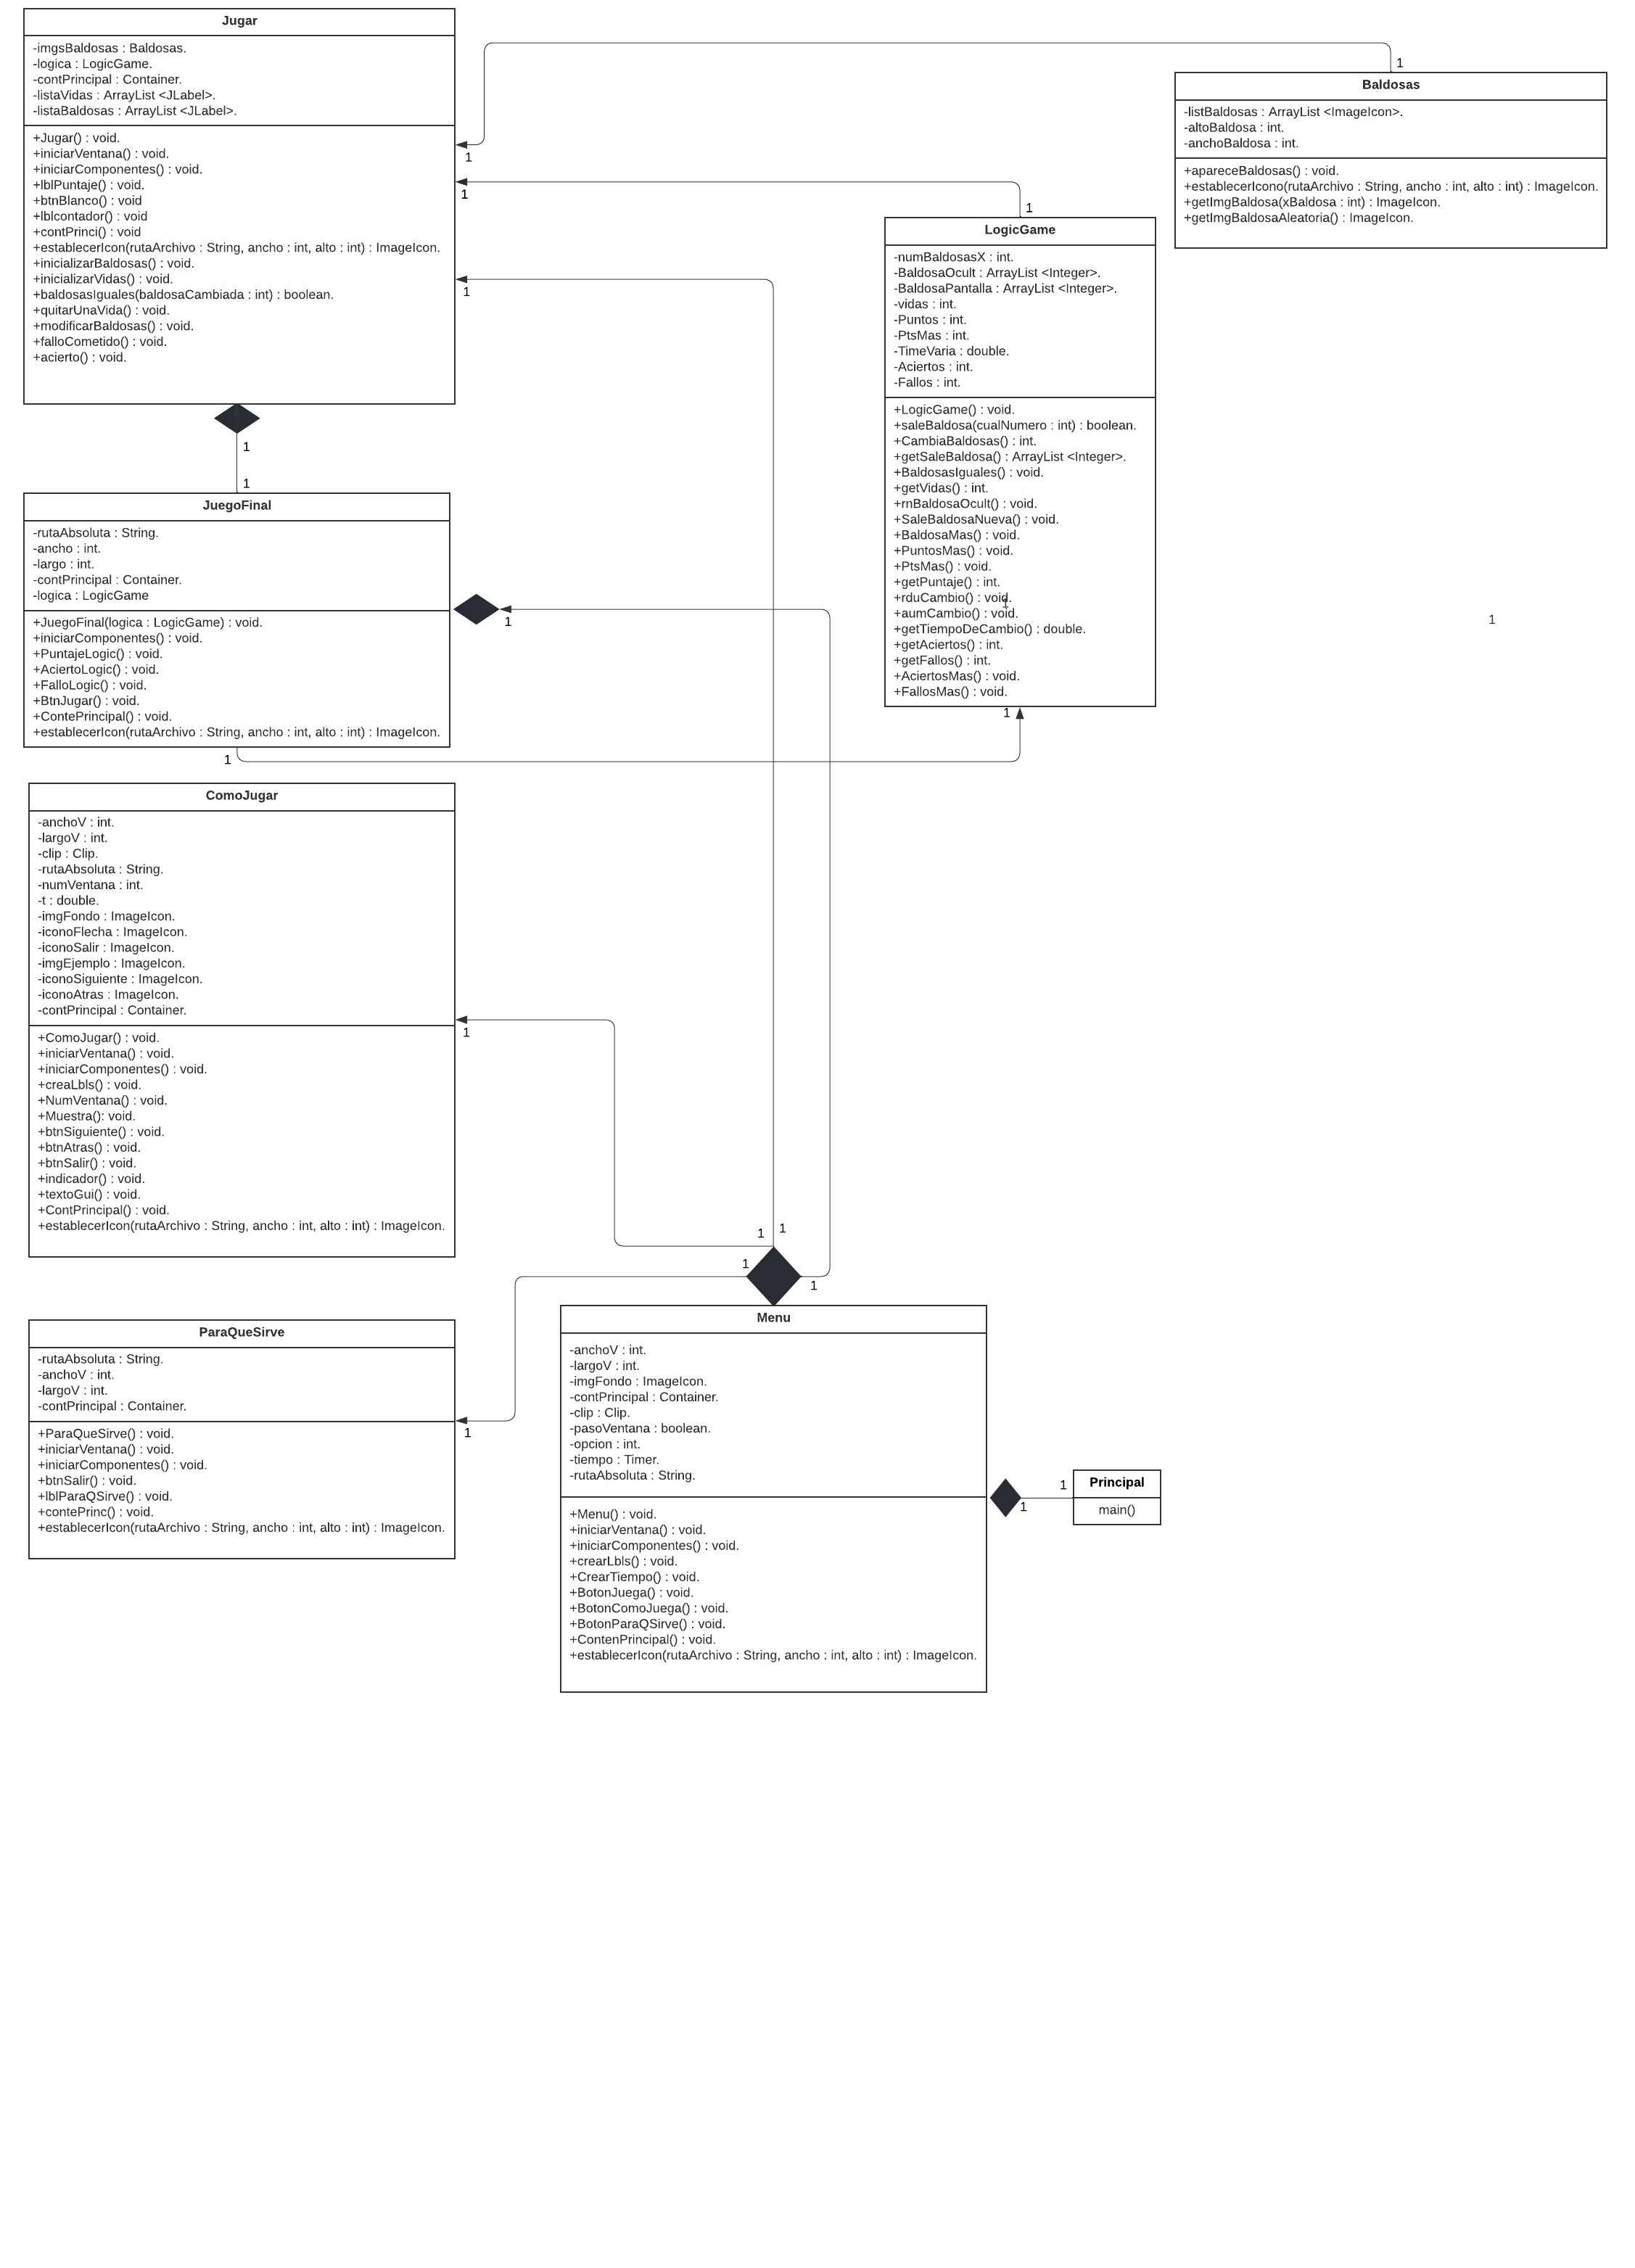 Jugar
-imgsBaldosas : Baldosas.
-logica : LogicGame.
-contPrincipal : Container.
-listaVidas : ArrayList <JLabel>.
-listaBaldosas : ArrayList <JLabel>.
+Jugar() : void.
+iniciarVentana() : void.
+iniciarComponentes() : void.
+lblPuntaje() : void.
+btnBlanco() : void
+lblcontador() : void
+contPrinci() : void
+establecerIcon(rutaArchivo : String, ancho : int, alto : int) : ImageIcon.
+inicializarBaldosas() : void.
+inicializarVidas() : void.
+baldosasIguales(baldosaCambiada : int) : boolean.
+quitarUnaVida() : void.
+modificarBaldosas() : void.
+falloCometido() : void.
+acierto() : void.
1
1
1
1
1
Baldosas
-listBaldosas : ArrayList <ImageIcon>.
-altoBaldosa : int.
-anchoBaldosa : int.
+apareceBaldosas() : void.
+establecerIcono(rutaArchivo : String, ancho : int, alto : int) : ImageIcon.
+getImgBaldosa(xBaldosa : int) : ImageIcon.
+getImgBaldosaAleatoria() : ImageIcon.
LogicGame
-numBaldosasX : int.
-BaldosaOcult : ArrayList <Integer>.
-BaldosaPantalla : ArrayList <Integer>.
-vidas : int.
-Puntos : int.
-PtsMas : int.
-TimeVaria : double.
-Aciertos : int.
-Fallos : int.
+LogicGame() : void.
+saleBaldosa(cualNumero : int) : boolean.
+CambiaBaldosas() : int.
+getSaleBaldosa() : ArrayList <Integer>.
+BaldosasIguales() : void.
+getVidas() : int.
+rnBaldosaOcult() : void.
+SaleBaldosaNueva() : void.
+BaldosaMas() : void.
+PuntosMas() : void.
+PtsMas() : void.
+getPuntaje() : int.
+rduCambio() : void.
1
+aumCambio() : void.
+getTiempoDeCambio() : double.
+getAciertos() : int.
+getFallos() : int.
+AciertosMas() : void.
+FallosMas() : void.
1
1
1
1
JuegoFinal
-rutaAbsoluta : String.
-ancho : int.
-largo : int.
-contPrincipal : Container.
-logica : LogicGame
+JuegoFinal(logica : LogicGame) : void.
+iniciarComponentes() : void.
+PuntajeLogic() : void.
+AciertoLogic() : void.
+FalloLogic() : void.
+BtnJugar() : void.
+ContePrincipal() : void.
+establecerIcon(rutaArchivo : String, ancho : int, alto : int) : ImageIcon.
1
1
ComoJugar
-anchoV : int.
-largoV : int.
-clip : Clip.
-rutaAbsoluta : String.
-numVentana : int.
-t : double.
-imgFondo : ImageIcon.
-iconoFlecha : ImageIcon.
-iconoSalir : ImageIcon.
-imgEjemplo : ImageIcon.
-iconoSiguiente : ImageIcon.
-iconoAtras : ImageIcon.
-contPrincipal : Container.
+ComoJugar() : void.
+iniciarVentana() : void.
+iniciarComponentes() : void.
+creaLbls() : void.
+NumVentana() : void.
+Muestra(): void.
+btnSiguiente() : void.
+btnAtras() : void.
+btnSalir() : void.
+indicador() : void.
+textoGui() : void.
+ContPrincipal() : void.
+establecerIcon(rutaArchivo : String, ancho : int, alto : int) : ImageIcon.
1
1
1
1
1
ParaQueSirve
-rutaAbsoluta : String.
-anchoV : int.
-largoV : int.
-contPrincipal : Container.
+ParaQueSirve() : void.
+iniciarVentana() : void.
+iniciarComponentes() : void.
+btnSalir() : void.
+lblParaQSirve() : void.
+contePrinc() : void.
+establecerIcon(rutaArchivo : String, ancho : int, alto : int) : ImageIcon.
1
Menu
-anchoV : int.
-largoV : int.
-imgFondo : ImageIcon.
-contPrincipal : Container.
-clip : Clip.
-pasoVentana : boolean.
-opcion : int.
-tiempo : Timer.
-rutaAbsoluta : String.
+Menu() : void.
+iniciarVentana() : void.
+iniciarComponentes() : void.
+crearLbls() : void.
+CrearTiempo() : void.
+BotonJuega() : void.
+BotonComoJuega() : void.
+BotonParaQSirve() : void.
+ContenPrincipal() : void.
+establecerIcon(rutaArchivo : String, ancho : int, alto : int) : ImageIcon.
1
1
Principal
main()